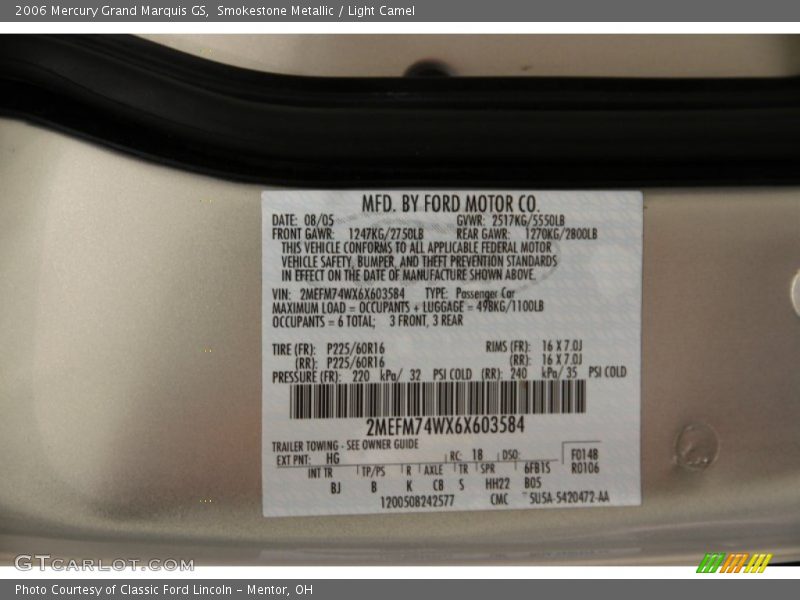 2006 Mercury Grand Marquis GS, Smokestone Metallic / Light Camel
MFD. BY FORD MOTOR CO.
DATE: 08/05 GVWR: 2517KG/5550LB
FRONT GAWR: 1247KG/2750LB REAR GAWR: 1270KG/2800LB
THIS VEHICLE CONFORMS TO ALL APPLICABLE FEDERAL MOTOR
VEHICLE SAFETY, BUMPER, AND THEFT PREVENTION STANDARDS
IN EFFECT ON THE DATE OF MANUFACTURE SHOWN ABOVE.
VIN: 2MEFM74WX6X603584 TYPE: Passenger Car
MAXIMUM LOAD = OCCUPANTS + LUGGAGE = 498KG/1100LB
OCCUPANTS = 6 TOTAL; 3 FRONT, 3 REAR
TIRE (FR): P225/60R16 RIMS (FR): 16 X 7.0J
(RR): P225/60R16 (RR): 16 X 7.0J
PRESSURE (FR): 220 kPa/ 32 PSI COLD (RR): 240 kPa/ 35 PSI COLD
2MEFM74WX6X603584
TRAILER TOWING - SEE OWNER GUIDE
EXT PNT: HG RC: 18 DSO: F0148
INT TR TP/PS R AXLE TR SPR 6FB15 R0106
BJ B K C8 S HH22 B05
1200508242577 CMC 5U5A-5420472-AA
GTCARLOT.COM
Photo Courtesy of Classic Ford Lincoln - Mentor, OH